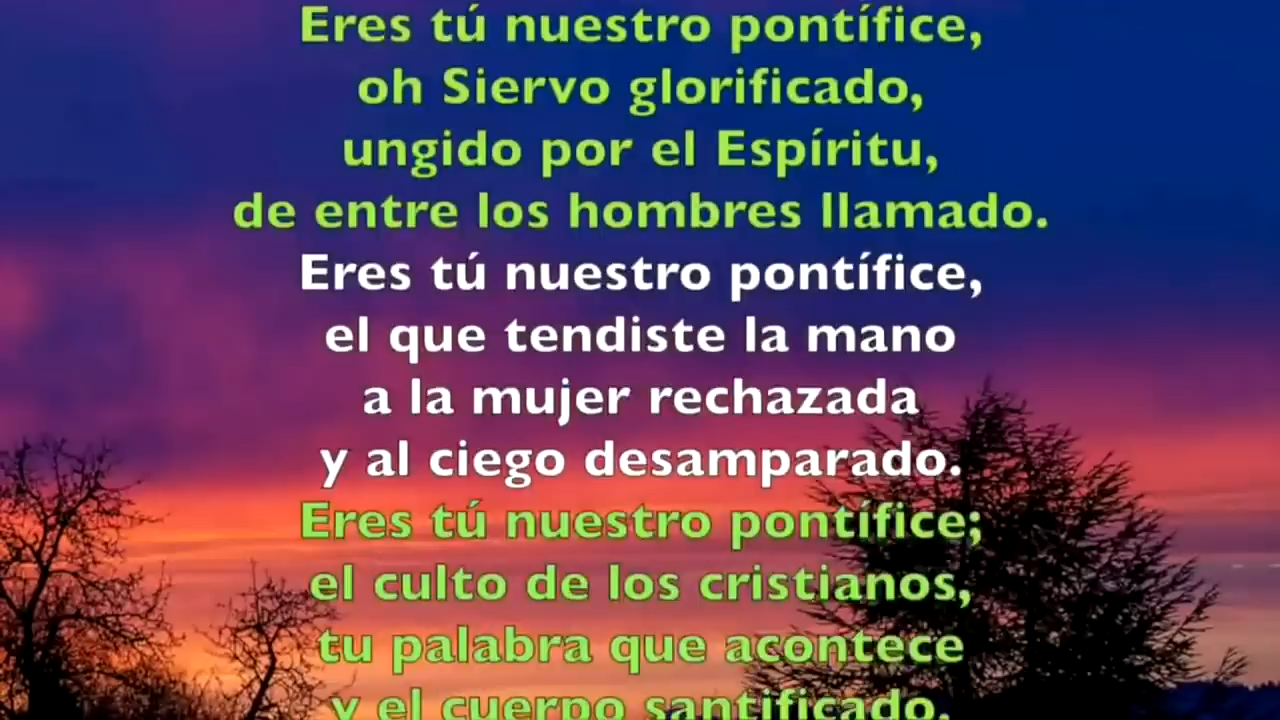 Eres tú nuestro pontífice,
oh Siervo glorificado,
ungido por el Espíritu,
de entre los hombres llamado.
Eres tú nuestro pontífice,
el que tendiste la mano
a la mujer rechazada
y al ciego desamparado.
Eres tú nuestro pontífice;
el culto de los cristianos,
tu palabra que acontece
y el cuerpo santificado.